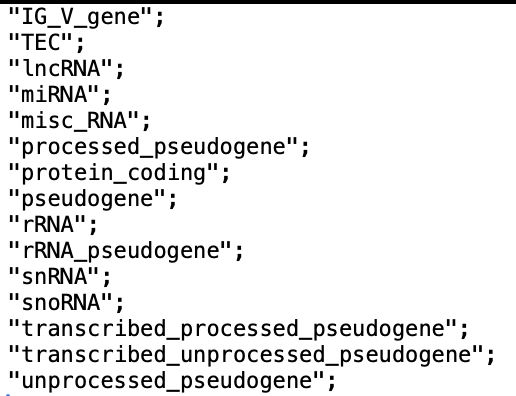 "IG_V_gene";
"TEC";
"lncRNA";
"miRNA";
"misc_RNA";
"processed_pseudogene";
"protein_coding";
"pseudogene";
"rRNA";
"rRNA_pseudogene";
"snRNA";
"snoRNA";
"transcribed_processed_pseudogene";
"transcribed_unprocessed_pseudogene";
"unprocessed_pseudogene";